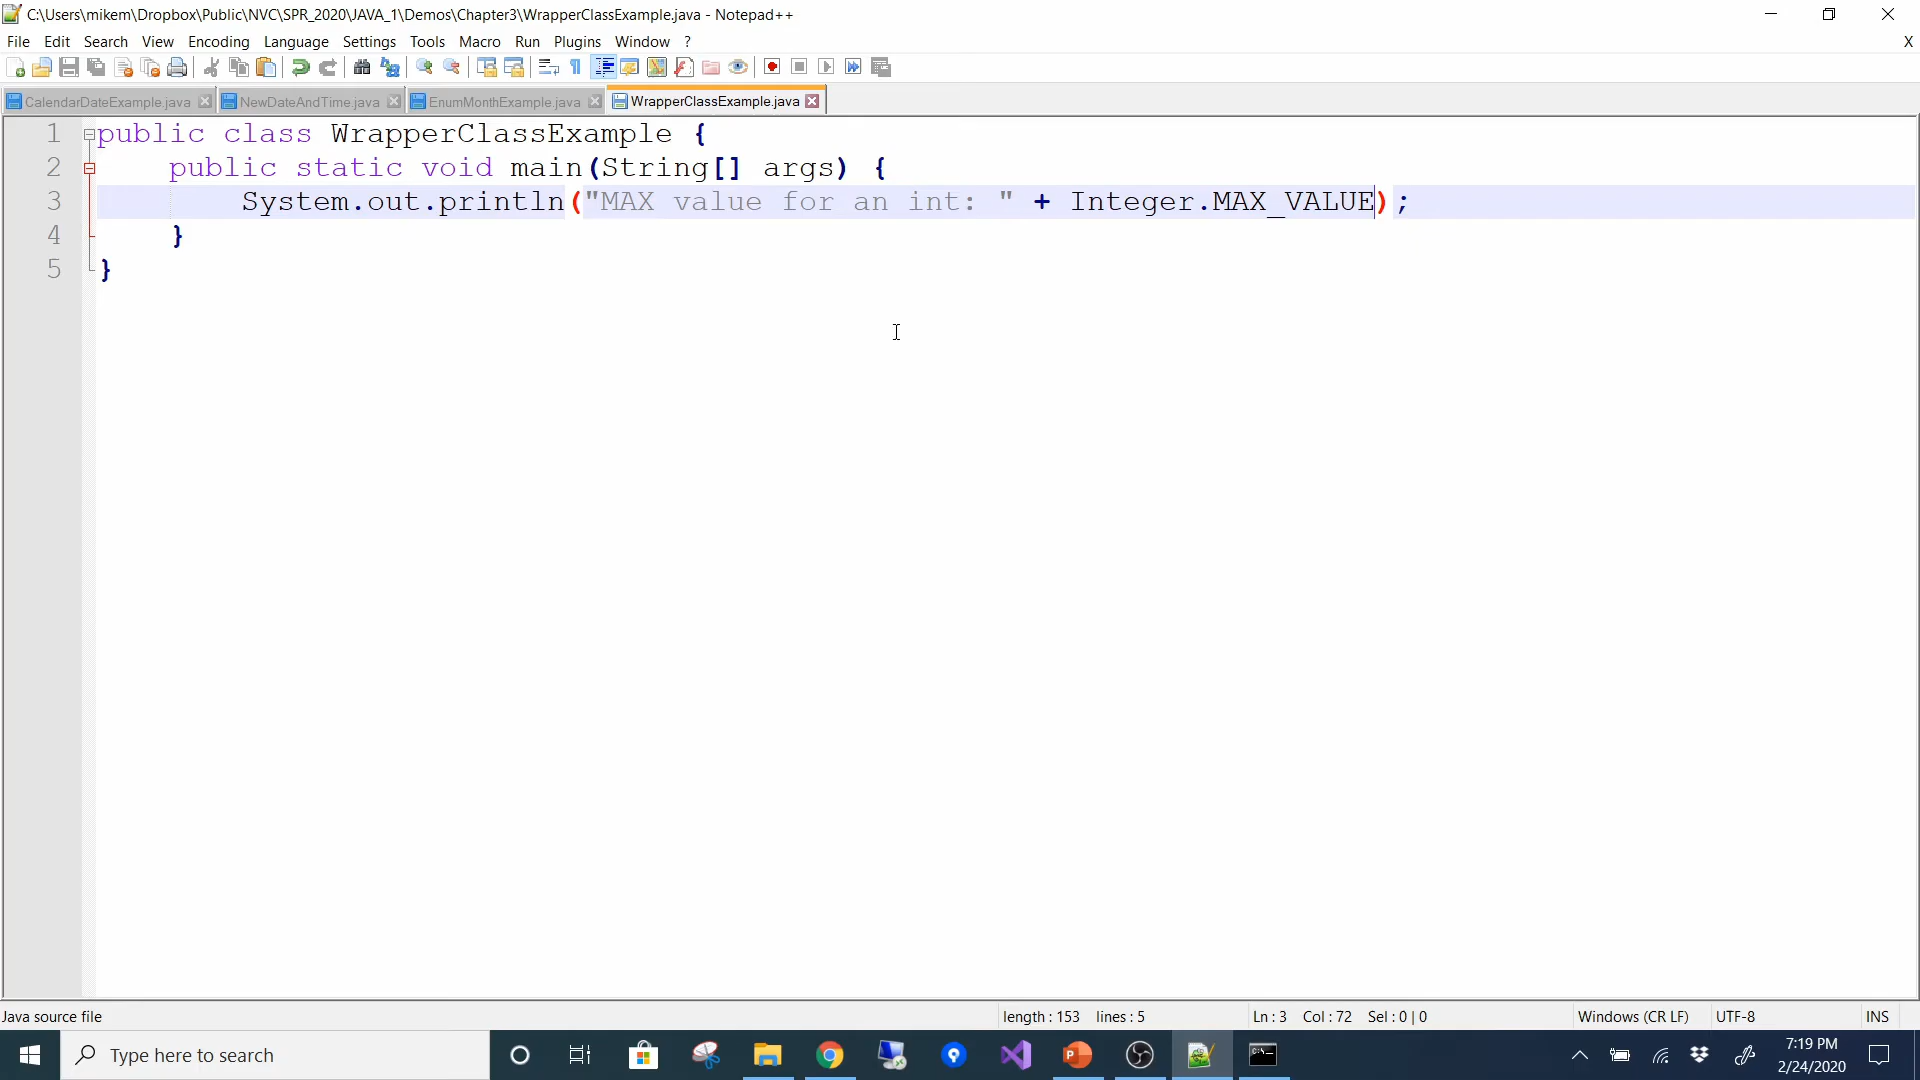 C:\Users\mikem\Dropbox\Public\NVC\SPR_2020\JAVA_1\Demos\Chapter3\WrapperClassExample.java - Notepad++
File Edit Search View Encoding Language Settings Tools Macro Run Plugins Window ? X
CalendarDateExample.java NewDateAndTime.java EnumMonthExample.java WrapperClassExample.java
1 public class WrapperClassExample {
2 public static void main(String[] args) {
3 System.out.println("MAX value for an int: " + Integer.MAX_VALUE);
4 }
5 }
Java source file length : 153 lines : 5 Ln : 3 Col : 72 Sel : 0 | 0 Windows (CR LF) UTF-8 INS
Type here to search
7:19 PM
2/24/2020